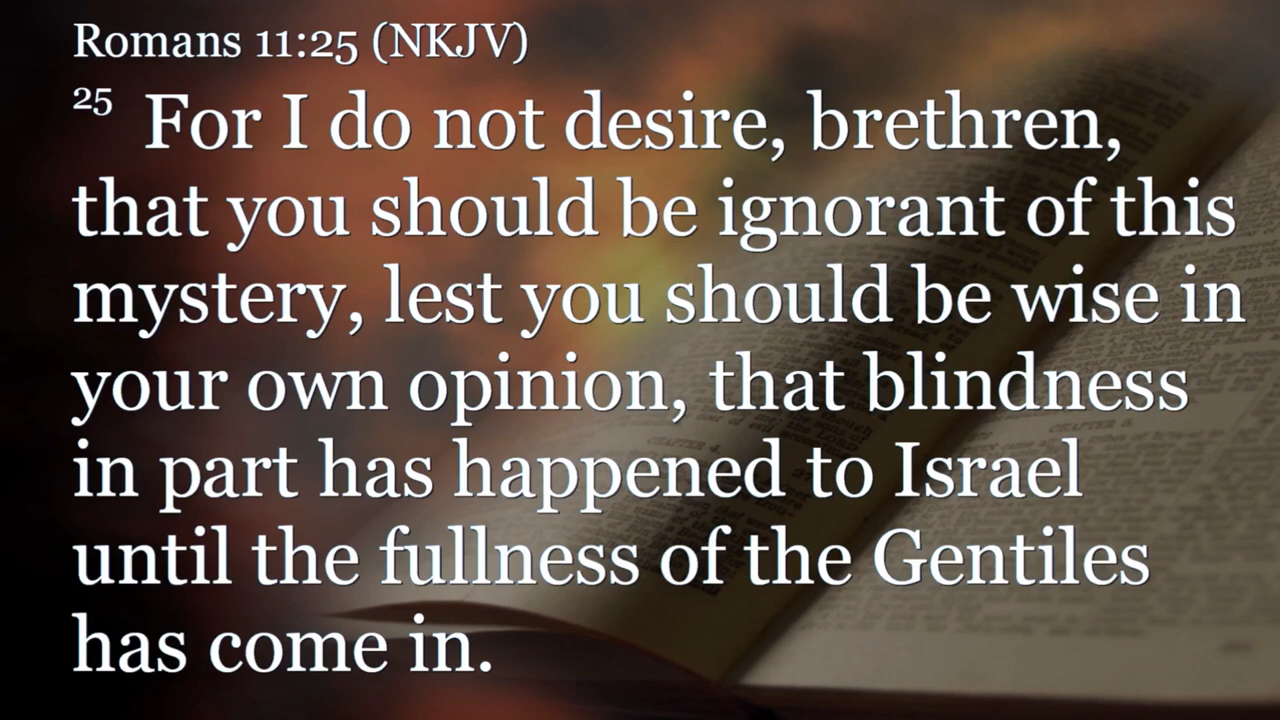 Romans 11:25 (NKJV)
25 For I do not desire, brethren,
that you should be ignorant of this
mystery, lest you should be wise in
your own opinion, that blindness
in part has happened to Israel
until the fullness of the Gentiles
has come in.